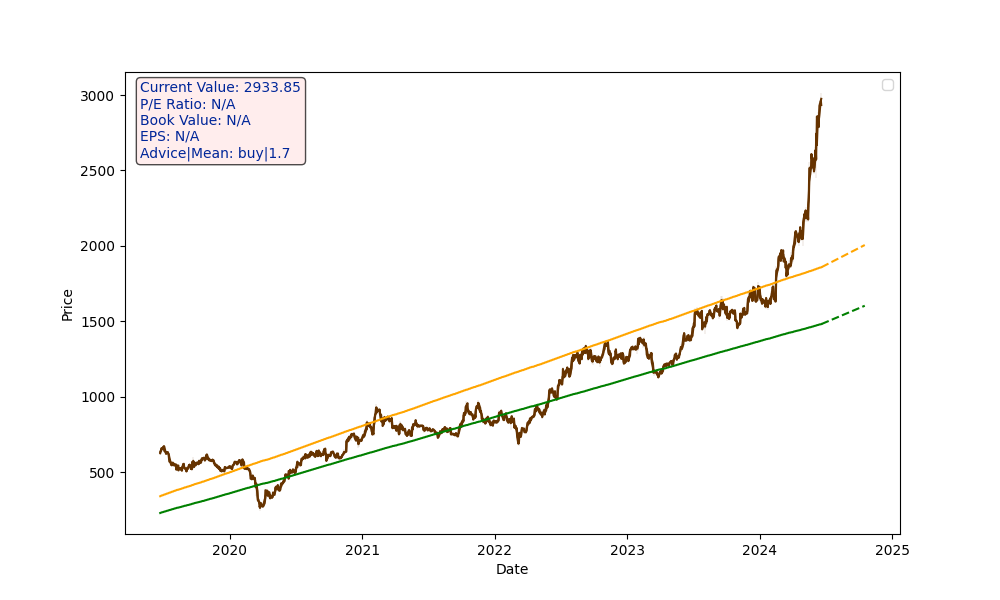 Current Value: 2933.85
P/E Ratio: N/A
Book Value: N/A
EPS: N/A
Advice|Mean: buy|1.7
3000
2500
2000
1500
1000
500
Price
2020
2021
2022
2023
2024
2025
Date